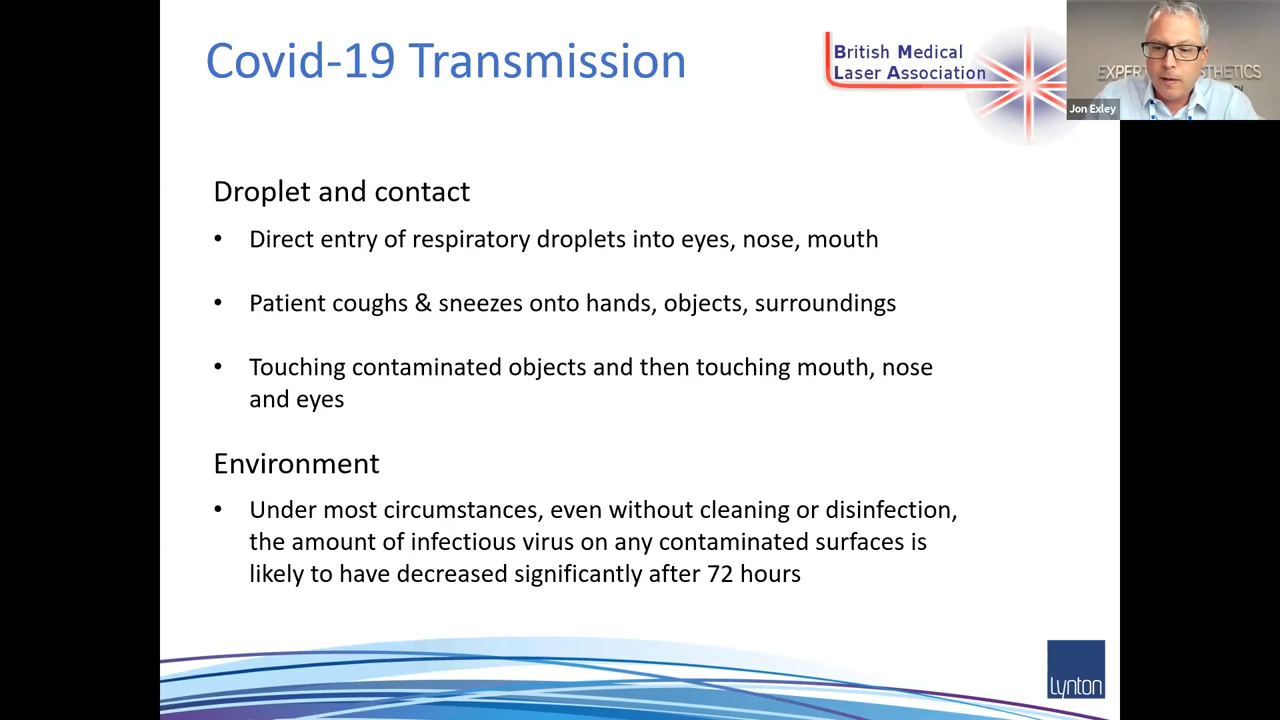 Covid-19 Transmission
British Medical
Laser Association
EXPER
THETICS
Jon Exley
Droplet and contact
• Direct entry of respiratory droplets into eyes, nose, mouth
• Patient coughs & sneezes onto hands, objects, surroundings
• Touching contaminated objects and then touching mouth, nose
and eyes
Environment
• Under most circumstances, even without cleaning or disinfection,
the amount of infectious virus on any contaminated surfaces is
likely to have decreased significantly after 72 hours
Lynton